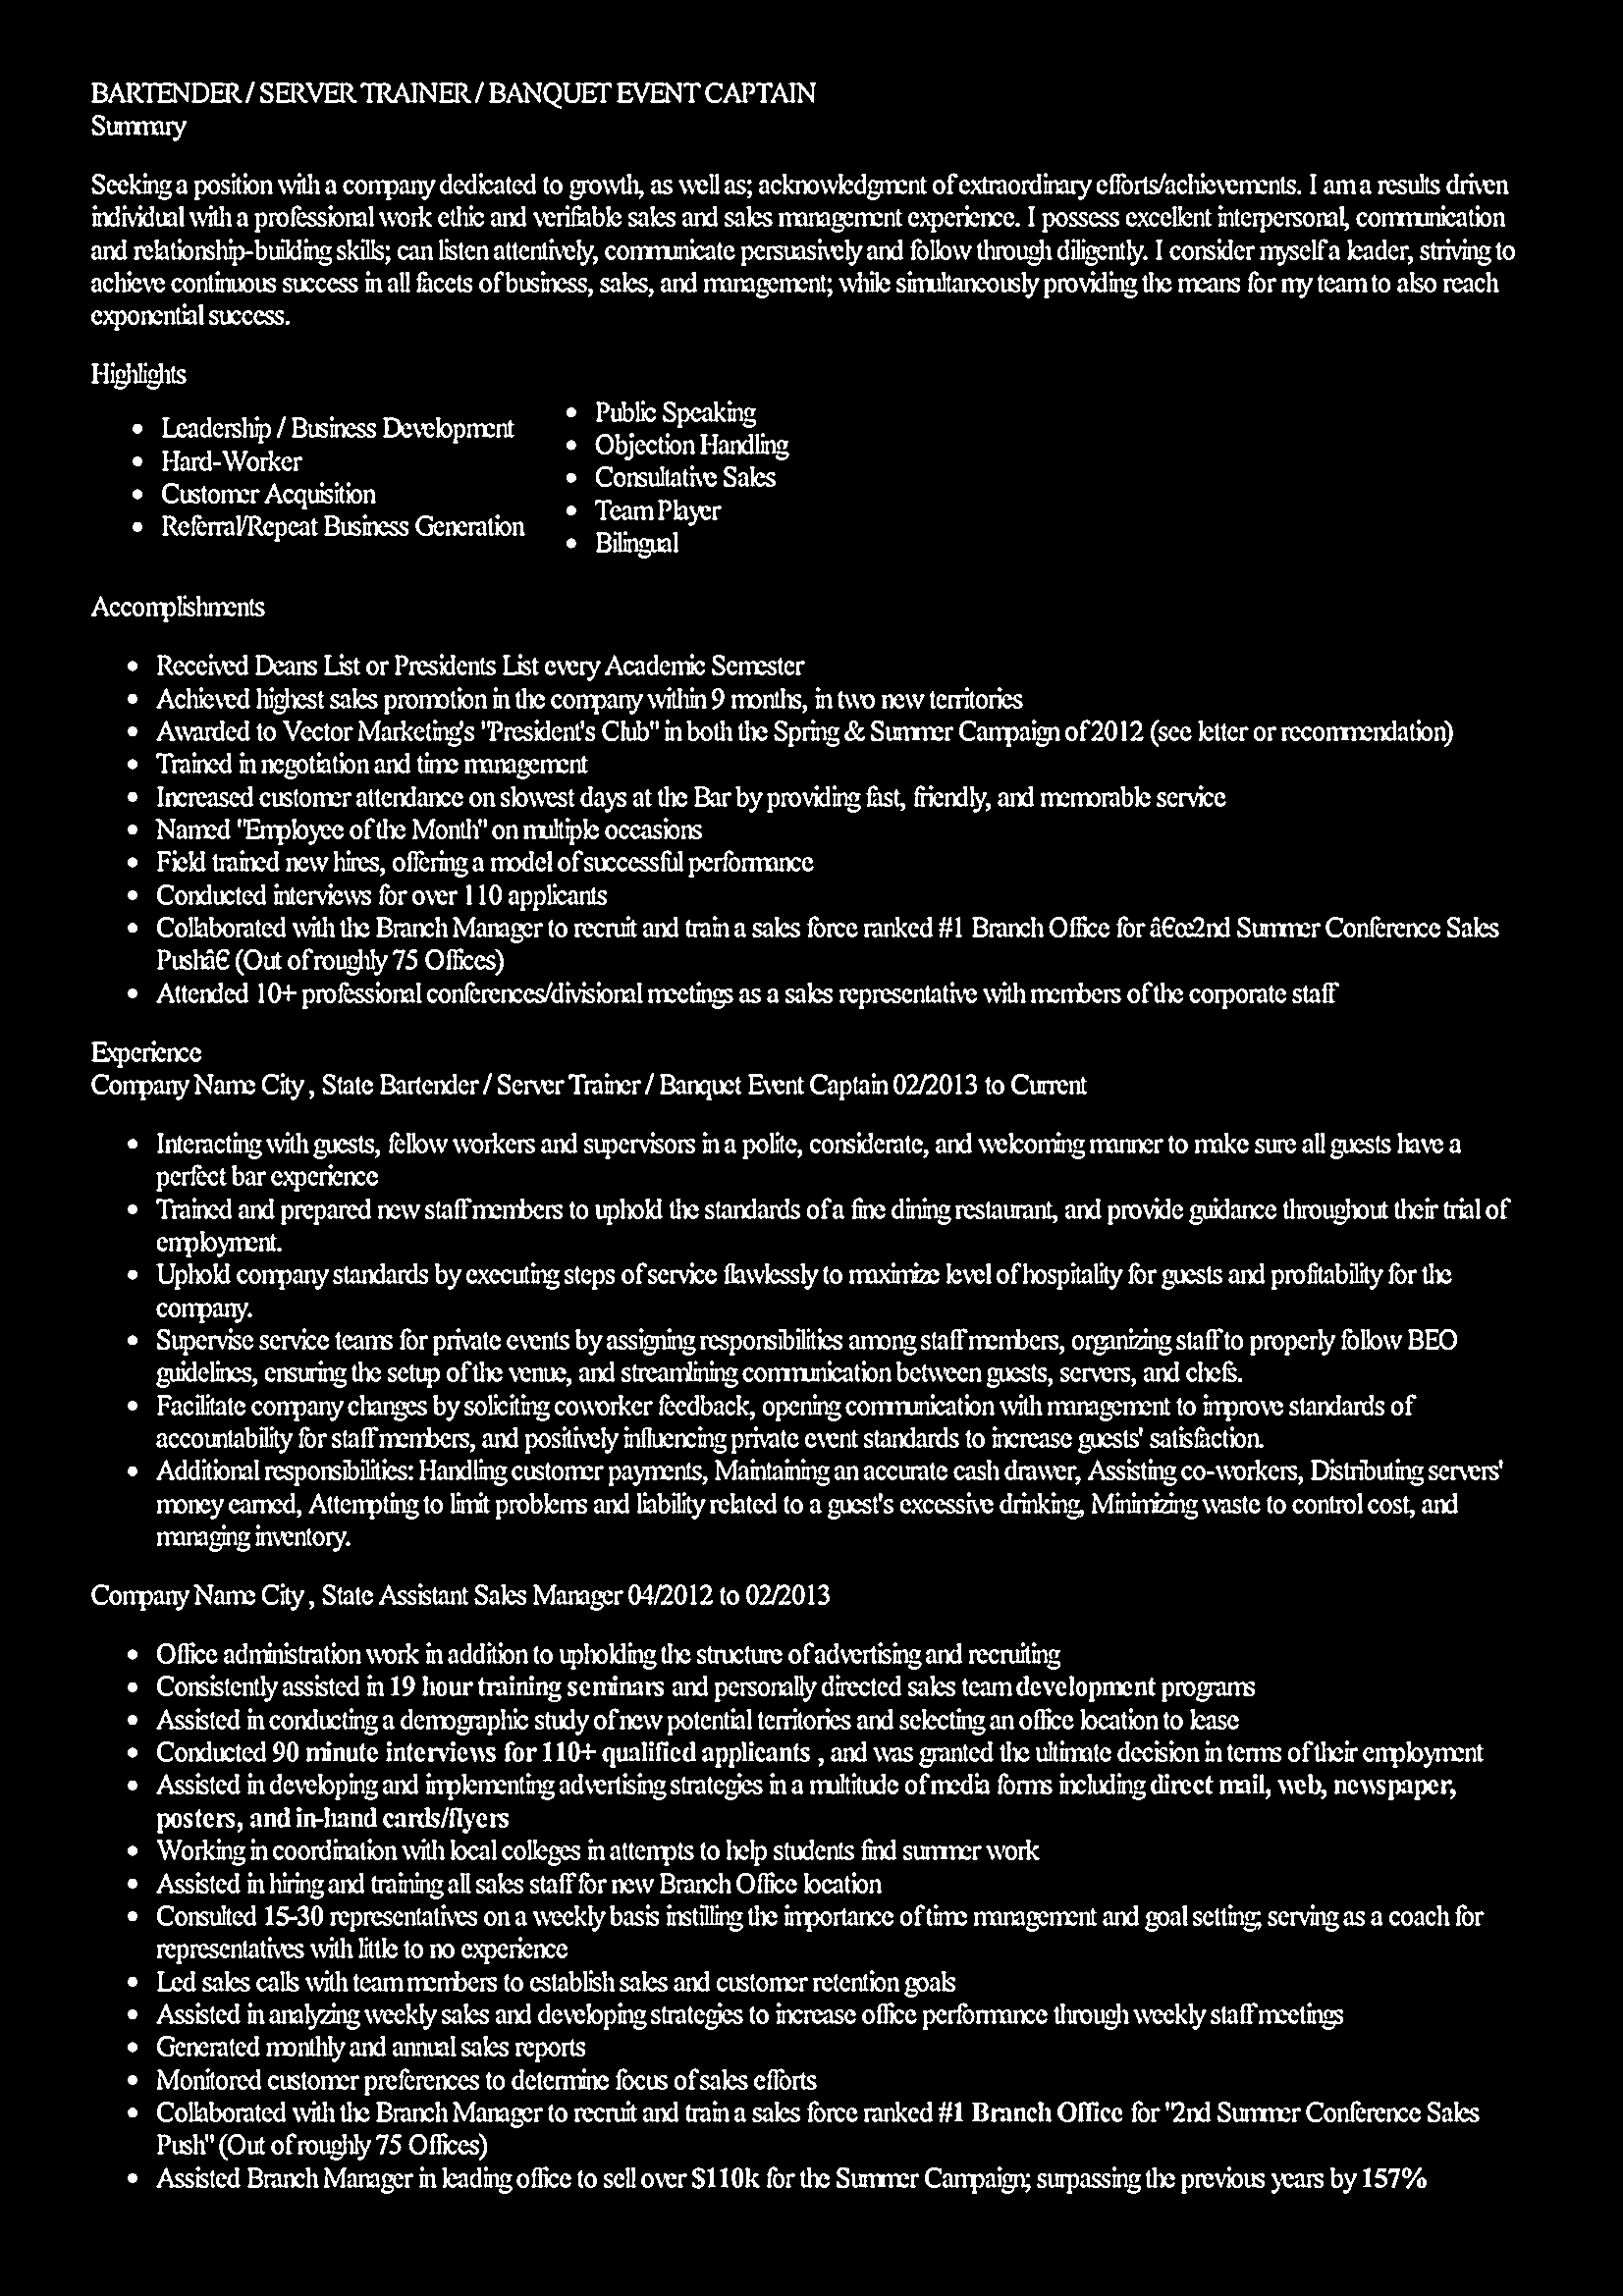 BARTENDER / SERVER TRAINER / BANQUET EVENT CAPTAIN
Summary
Seeking a position with a company dedicated to growth, as well as; acknowledgment of extraordinary efforts/achievements. I am a results driven
individual with a professional work ethic and verifiable sales and sales management experience. I possess excellent interpersonal, communication
and relationship-building skills; can listen attentively, communicate persuasively and follow through diligently. I consider myself a leader, striving to
achieve continuous success in all facets of business, sales, and management; while simultaneously providing the means for my team to also reach
exponential success.
Highlights
• Leadership / Business Development
• Hard-Worker
• Customer Acquisition
• Referral/Repeat Business Generation
• Public Speaking
• Objection Handling
• Consultative Sales
• Team Player
• Bilingual
Accomplishments
• Received Deans List or Presidents List every Academic Semester
• Achieved highest sales promotion in the company within 9 months, in two new territories
• Awarded to Vector Marketing's "President's Club" in both the Spring & Summer Campaign of 2012 (see letter or recommendation)
• Trained in negotiation and time management
• Increased customer attendance on slowest days at the Bar by providing fast, friendly, and memorable service
• Named "Employee of the Month" on multiple occasions
• Field trained new hires, offering a model of successful performance
• Conducted interviews for over 110 applicants
• Collaborated with the Branch Manager to recruit and train a sales force ranked #1 Branch Office for â€œ2nd Summer Conference Sales
Pushâ€ (Out of roughly 75 Offices)
• Attended 10+ professional conferences/divisional meetings as a sales representative with members of the corporate staff
Experience
Company Name City , State Bartender / Server Trainer / Banquet Event Captain 02/2013 to Current
• Interacting with guests, fellow workers and supervisors in a polite, considerate, and welcoming manner to make sure all guests have a
perfect bar experience
• Trained and prepared new staff members to uphold the standards of a fine dining restaurant, and provide guidance throughout their trial of
employment.
• Uphold company standards by executing steps of service flawlessly to maximize level of hospitality for guests and profitability for the
company.
• Supervise service teams for private events by assigning responsibilities among staff members, organizing staff to properly follow BEO
guidelines, ensuring the setup of the venue, and streamlining communication between guests, servers, and chefs.
• Facilitate company changes by soliciting coworker feedback, opening communication with management to improve standards of
accountability for staff members, and positively influencing private event standards to increase guests' satisfaction.
• Additional responsibilities: Handling customer payments, Maintaining an accurate cash drawer, Assisting co-workers, Distributing servers'
money earned, Attempting to limit problems and liability related to a guest's excessive drinking, Minimizing waste to control cost, and
managing inventory.
Company Name City , State Assistant Sales Manager 04/2012 to 02/2013
• Office administration work in addition to upholding the structure of advertising and recruiting
• Consistently assisted in 19 hour training seminars and personally directed sales team development programs
• Assisted in conducting a demographic study of new potential territories and selecting an office location to lease
• Conducted 90 minute interviews for 110+ qualified applicants , and was granted the ultimate decision in terms of their employment
• Assisted in developing and implementing advertising strategies in a multitude of media forms including direct mail, web, newspaper,
posters, and in-hand cards/flyers
• Working in coordination with local colleges in attempts to help students find summer work
• Assisted in hiring and training all sales staff for new Branch Office location
• Consulted 15-30 representatives on a weekly basis instilling the importance of time management and goal setting; serving as a coach for
representatives with little to no experience
• Led sales calls with team members to establish sales and customer retention goals
• Assisted in analyzing weekly sales and developing strategies to increase office performance through weekly staff meetings
• Generated monthly and annual sales reports
• Monitored customer preferences to determine focus of sales efforts
• Collaborated with the Branch Manager to recruit and train a sales force ranked #1 Branch Office for "2nd Summer Conference Sales
Push" (Out of roughly 75 Offices)
• Assisted Branch Manager in leading office to sell over $110k for the Summer Campaign; surpassing the previous years by 157%